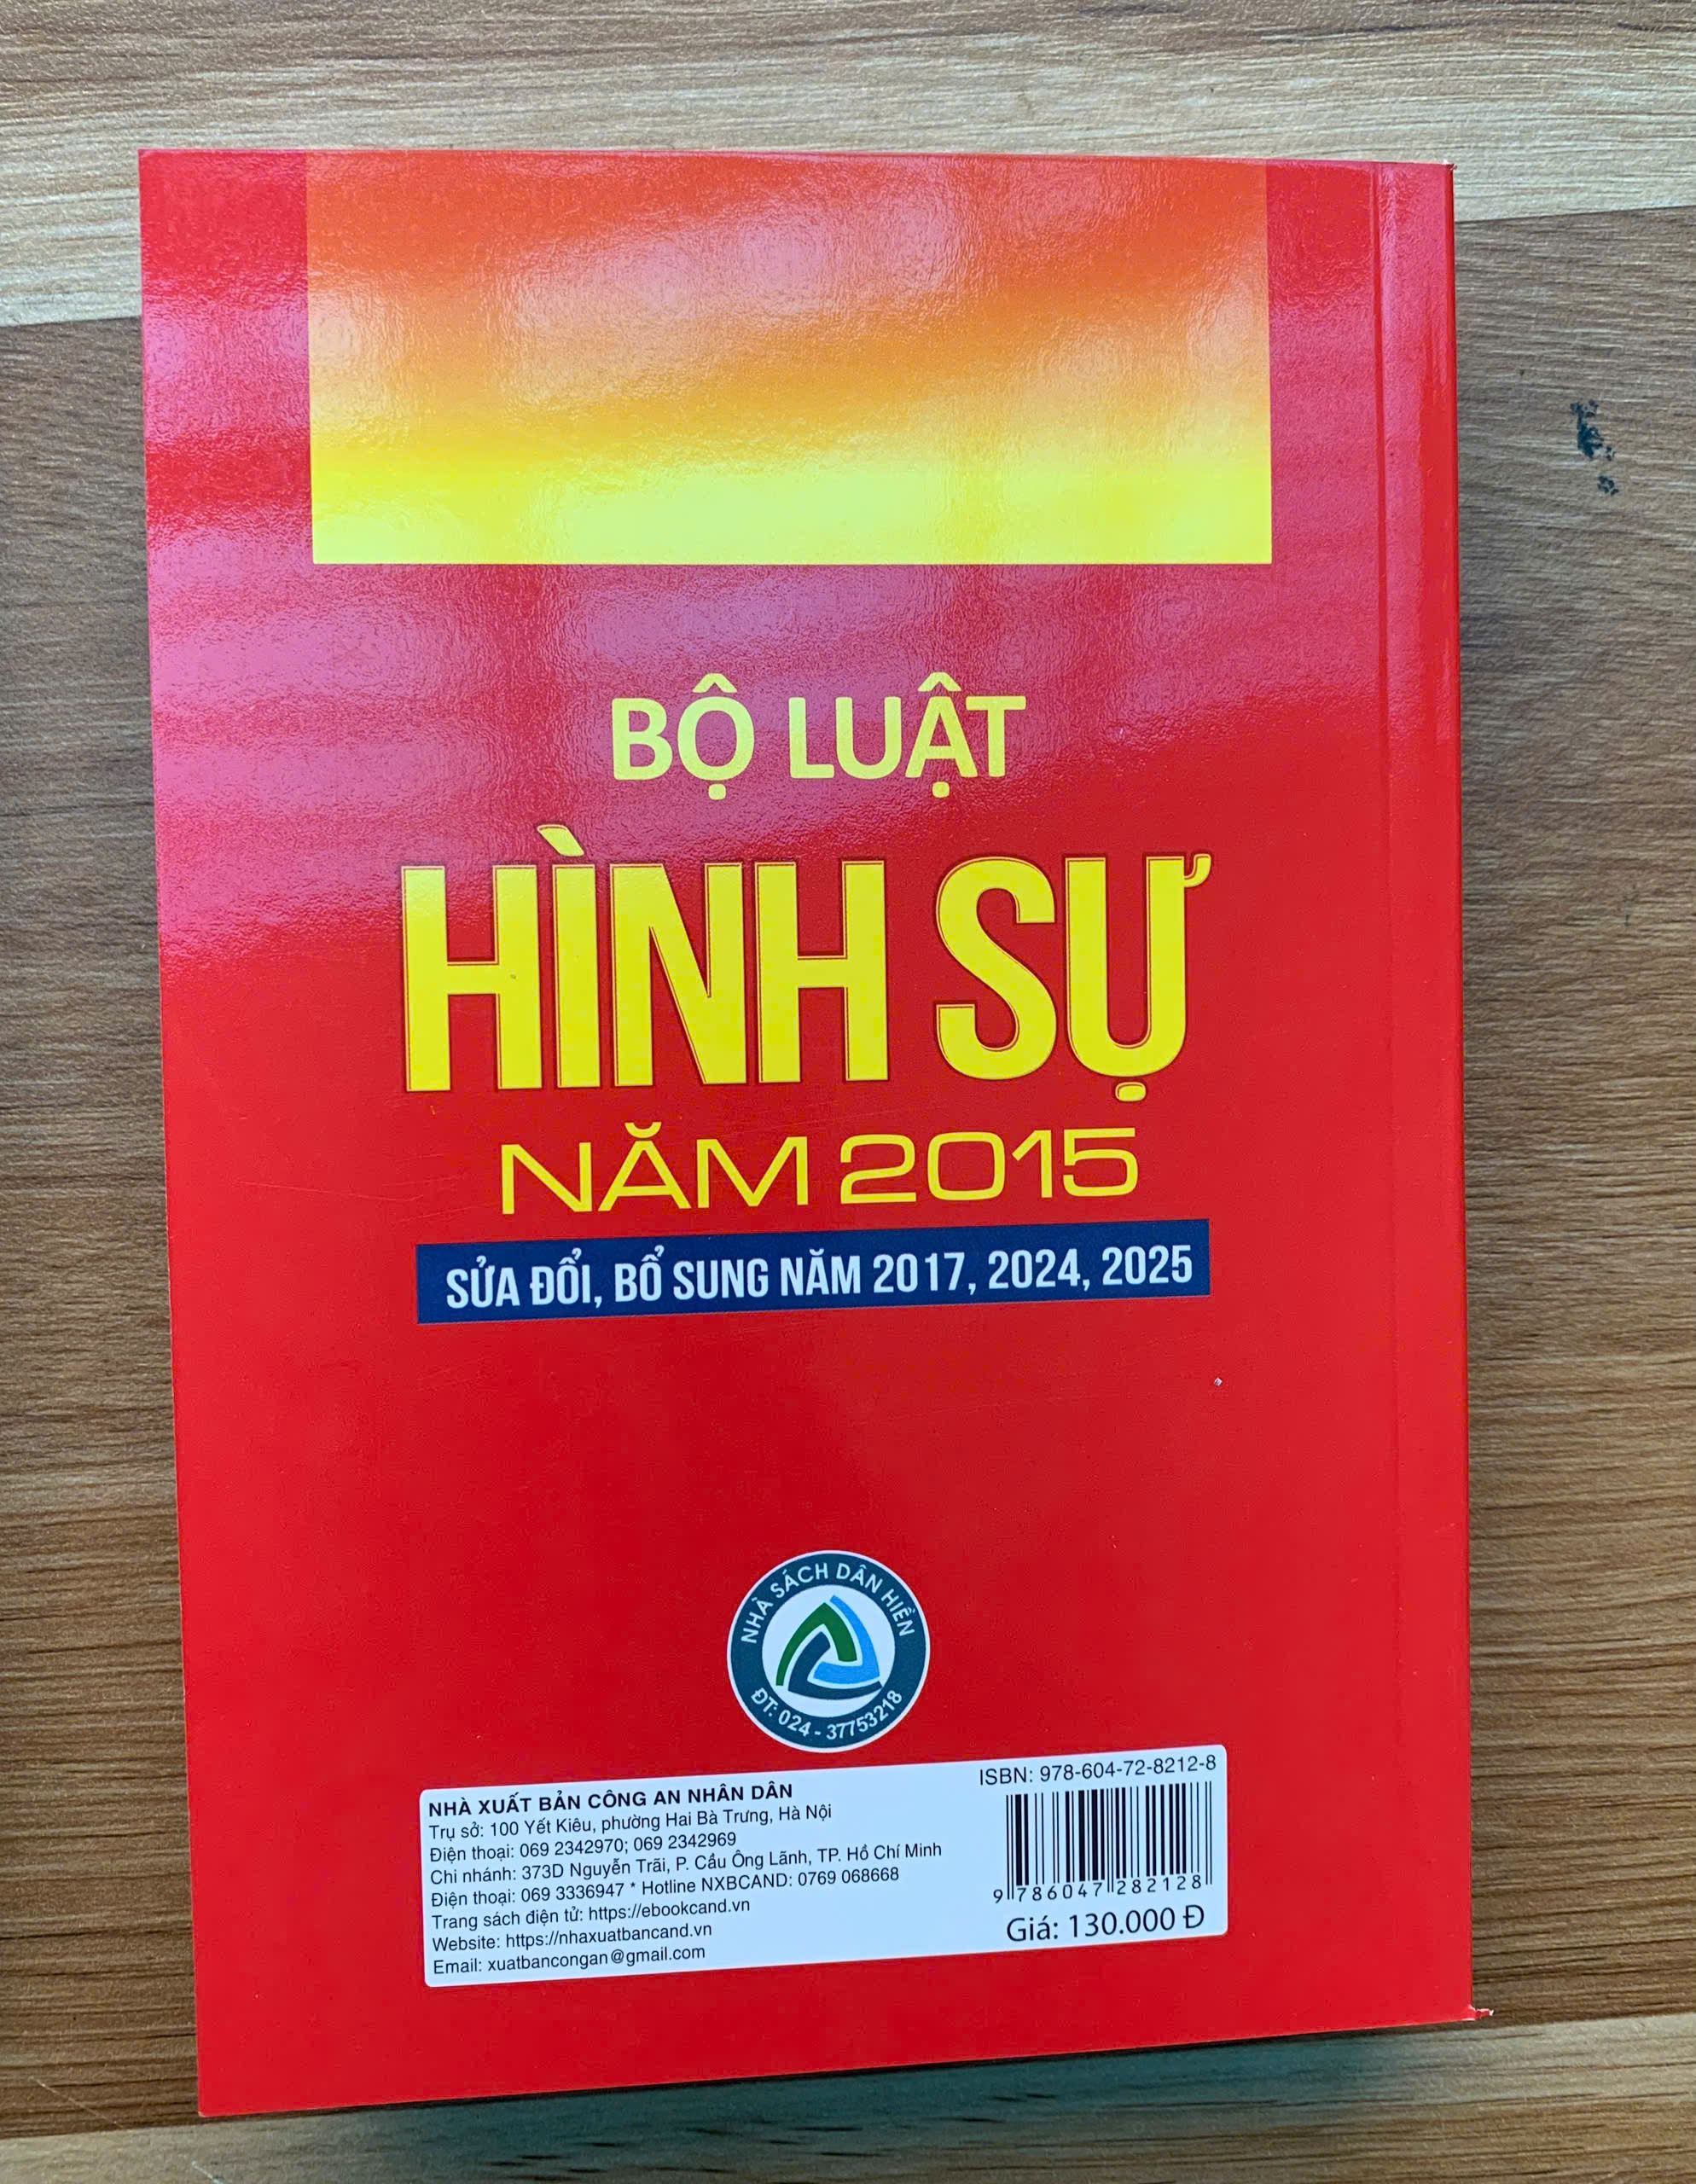 BỘ LUẬT
HÌNH SỰ
NĂM 2015
SỬA ĐỔI, BỔ SUNG NĂM 2017, 2024, 2025
NHÀ SÁCH DÂN HIỀN
ĐT: 024 - 37753218
NHÀ XUẤT BẢN CÔNG AN NHÂN DÂN
Trụ sở: 100 Yết Kiêu, phường Hai Bà Trưng, Hà Nội
Điện thoại: 069 2342970; 069 2342969
Chi nhánh: 373D Nguyễn Trãi, P. Cầu Ông Lãnh, TP. Hồ Chí Minh
Điện thoại: 069 3336947 * Hotline NXBCAND: 0769 068668
Trang sách điện tử: https://ebookcand.vn
Website: https://nhaxuatbancand.vn
Email: xuatbancongan@gmail.com
ISBN: 978-604-72-8212-8
9 786047 282128
Giá: 130.000 Đ